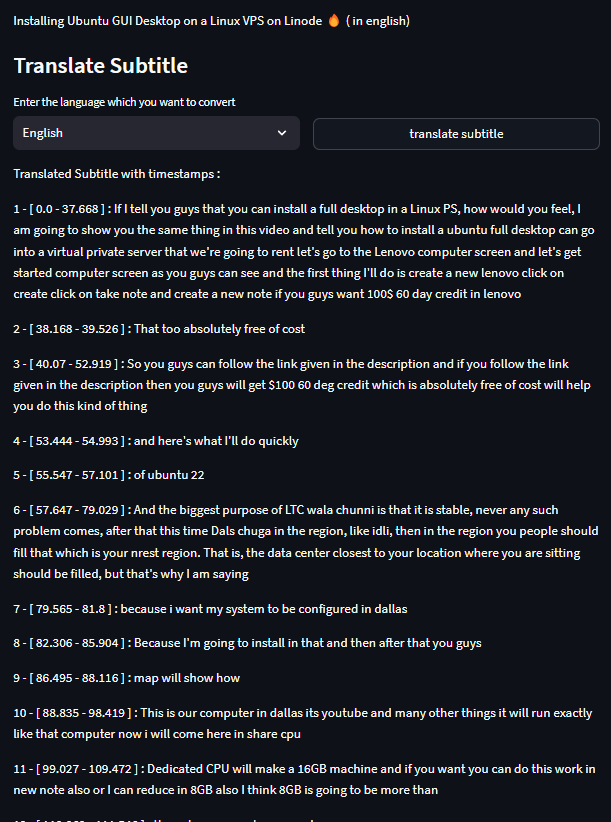 Installing Ubuntu GUI Desktop on a Linux VPS on Linode 🔥 ( in english)
Translate Subtitle
Enter the language which you want to convert
English
translate subtitle
Translated Subtitle with timestamps :
1 - [ 0.0 - 37.668 ] : If I tell you guys that you can install a full desktop in a Linux PS, how would you feel, I
am going to show you the same thing in this video and tell you how to install a ubuntu full desktop can go
into a virtual private server that we're going to rent let's go to the Lenovo computer screen and let's get
started computer screen as you guys can see and the first thing I'll do is create a new lenovo click on
create click on take note and create a new note if you guys want 100$ 60 day credit in lenovo
2 - [ 38.168 - 39.526 ] : That too absolutely free of cost
3 - [ 40.07 - 52.919 ] : So you guys can follow the link given in the description and if you follow the link
given in the description then you guys will get $100 60 deg credit which is absolutely free of cost will help
you do this kind of thing
4 - [ 53.444 - 54.993 ] : and here's what I'll do quickly
5 - [ 55.547 - 57.101 ] : of ubuntu 22
6 - [ 57.647 - 79.029 ] : And the biggest purpose of LTC wala chunni is that it is stable, never any such
problem comes, after that this time Dals chuga in the region, like idli, then in the region you people should
fill that which is your nrest region. That is, the data center closest to your location where you are sitting
should be filled, but that's why I am saying
7 - [ 79.565 - 81.8 ] : because i want my system to be configured in dallas
8 - [ 82.306 - 85.904 ] : Because I'm going to install in that and then after that you guys
9 - [ 86.495 - 88.116 ] : map will show how
10 - [ 88.835 - 98.419 ] : This is our computer in dallas its youtube and many other things it will run exactly
like that computer now i will come here in share cpu
11 - [ 99.027 - 109.472 ] : Dedicated CPU will make a 16GB machine and if you want you can do this work in
new note also or I can reduce in 8GB also I think 8GB is going to be more than